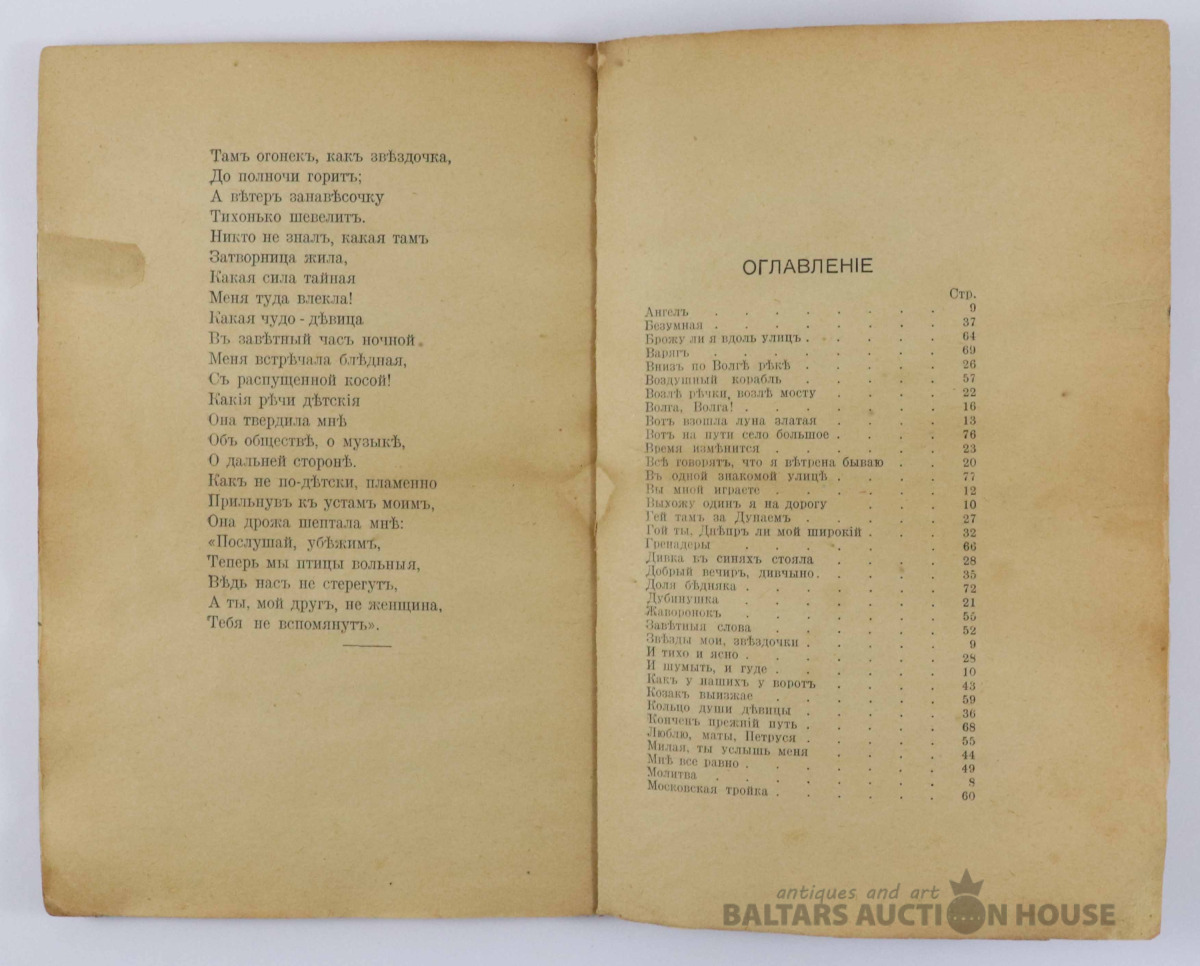 Тамъ огонекъ, какъ звѣздочка,
До полночи горитъ;
А вѣтеръ занавѣсочку
Тихонько шевелитъ.
Никто не зналъ, какая тамъ
Затворница жила,
Какая сила тайная
Меня туда влекла!
Какая чудо-дѣвица
Въ завѣтный часъ ночной
Меня встрѣчала блѣдная,
Съ распущенной косой!
Какія рѣчи дѣтскія
Она твердила мнѣ
Объ обществѣ, о музыкѣ,
О дальней сторонѣ.
Какъ не по-дѣтски, пламенно
Прильнувъ къ устамъ моимъ,
Она дрожа шептала мнѣ:
«Послушай, убѣжимъ,
Теперь мы птицы вольныя,
Вѣдь насъ не стерегутъ,
А ты, мой другъ, не женщина,
Тебя не вспомянутъ».
ОГЛАВЛЕНІЕ
Стр.
Ангелъ . . . . . . . 9
Безумная . . . . . . . 37
Брожу ли я вдоль улицъ . . . . . 64
Варягъ . . . . . . . 69
Внизъ по Волгѣ рѣкѣ . . . . . 26
Воздушный корабль . . . . . 57
Возлѣ рѣчки, возлѣ мосту . . . . 22
Волга, Волга! . . . . . . 16
Вотъ взошла луна златая . . . . 13
Вотъ на пути село большое . . . . 76
Время измѣнится . . . . . . 23
Всѣ говорятъ, что я вѣтрена бываю . . 20
Въ одной знакомой улицѣ . . . . 77
Вы мной играете . . . . . . 12
Выхожу одинъ я на дорогу . . . . 10
Гей тамъ за Дунаемъ . . . . . 27
Гой ты, Днѣпръ ли мой широкій . . . 32
Гренадеры . . . . . . 66
Дивка въ синяхъ стояла . . . . 28
Добрый вечиръ, дивчыно . . . . 35
Доля бѣдняка . . . . . . 72
Дубинушка . . . . . . 21
Жаворонокъ . . . . . . 55
Завѣтныя слова . . . . . . 52
Звѣзды мои, звѣздочки . . . . . 9
И тихо и ясно . . . . . . 28
И шумыть, и гуде . . . . . . 10
Какъ у нашихъ у воротъ . . . . 43
Козакъ выизжае . . . . . . 59
Кольцо души дѣвицы . . . . . 36
Конченъ прежній путь . . . . . 68
Люблю, маты, Петруся . . . . . 55
Милая, ты услышь меня . . . . 44
Мнѣ все равно . . . . . . 49
Молитва . . . . . . . 8
Московская тройка . . . . . . 60
antiques and art
BALTARS AUCTION HOUSE